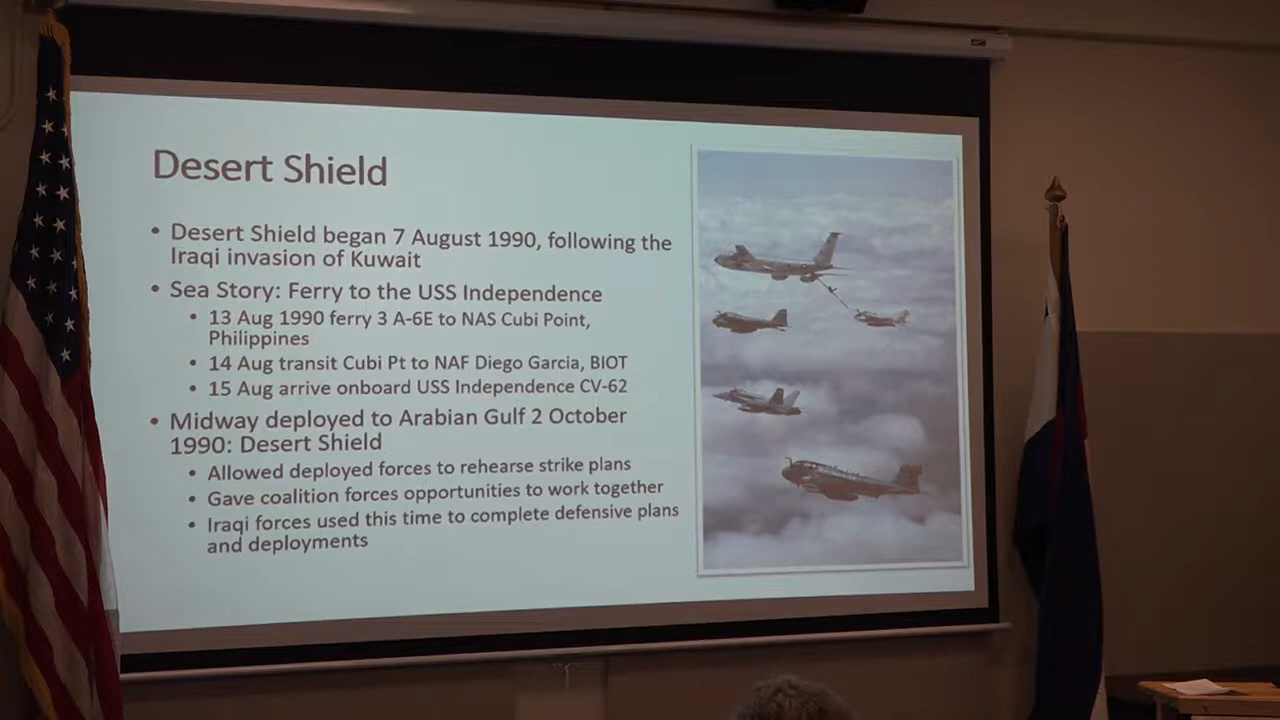 Desert Shield
• Desert Shield began 7 August 1990, following the
Iraqi invasion of Kuwait
• Sea Story: Ferry to the USS Independence
• 13 Aug 1990 ferry 3 A-6E to NAS Cubi Point,
Philippines
• 14 Aug transit Cubi Pt to NAF Diego Garcia, BIOT
• 15 Aug arrive onboard USS Independence CV-62
• Midway deployed to Arabian Gulf 2 October
1990: Desert Shield
• Allowed deployed forces to rehearse strike plans
• Gave coalition forces opportunities to work together
• Iraqi forces used this time to complete defensive plans
and deployments